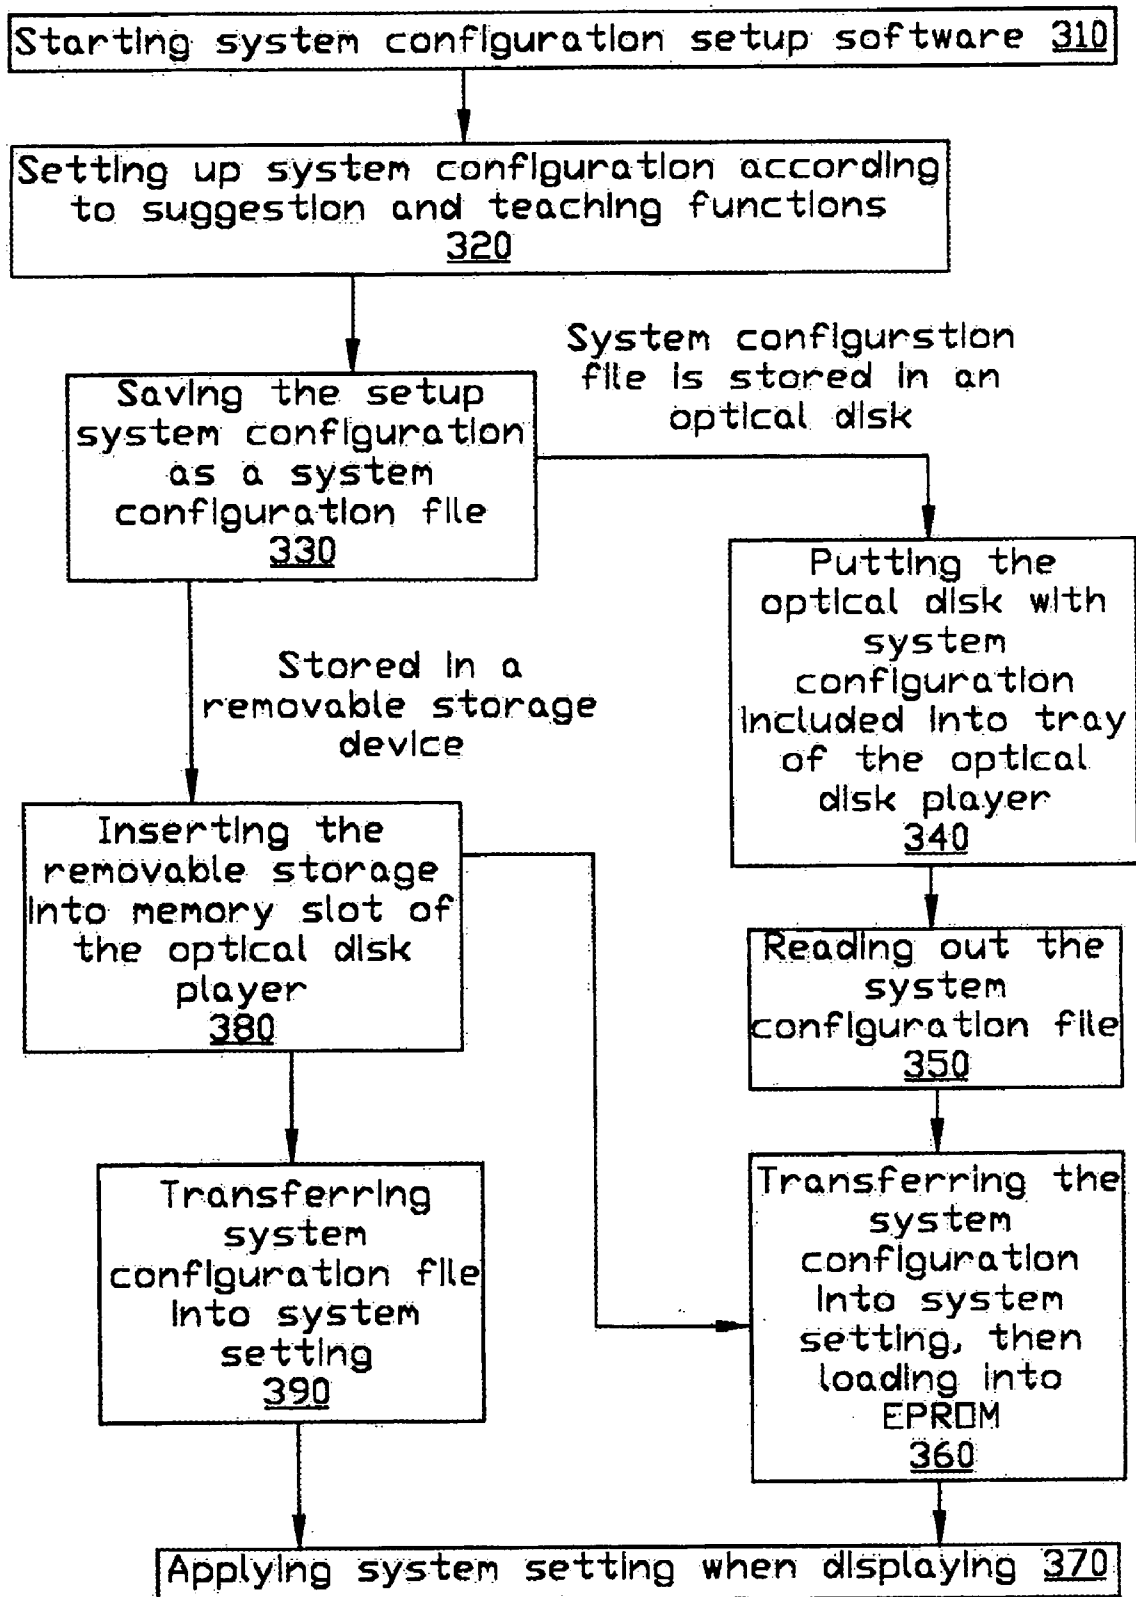 Starting system configuration setup software 310
Setting up system configuration according
to suggestion and teaching functions
320
System configurstion
file is stored in an
optical disk
Saving the setup
system configuration
as a system
configuration file
330
Putting the
optical disk with
system
configuration
included into tray
of the optical
disk player
340
Stored in a
removable storage
device
Inserting the
removable storage
into memory slot of
the optical disk
player
380
Reading out the
system
configuration file
350
Transferring
system
configuration file
into system
setting
390
Transferring the
system
configuration
into system
setting, then
loading into
EPROM
360
Applying system setting when displaying 370